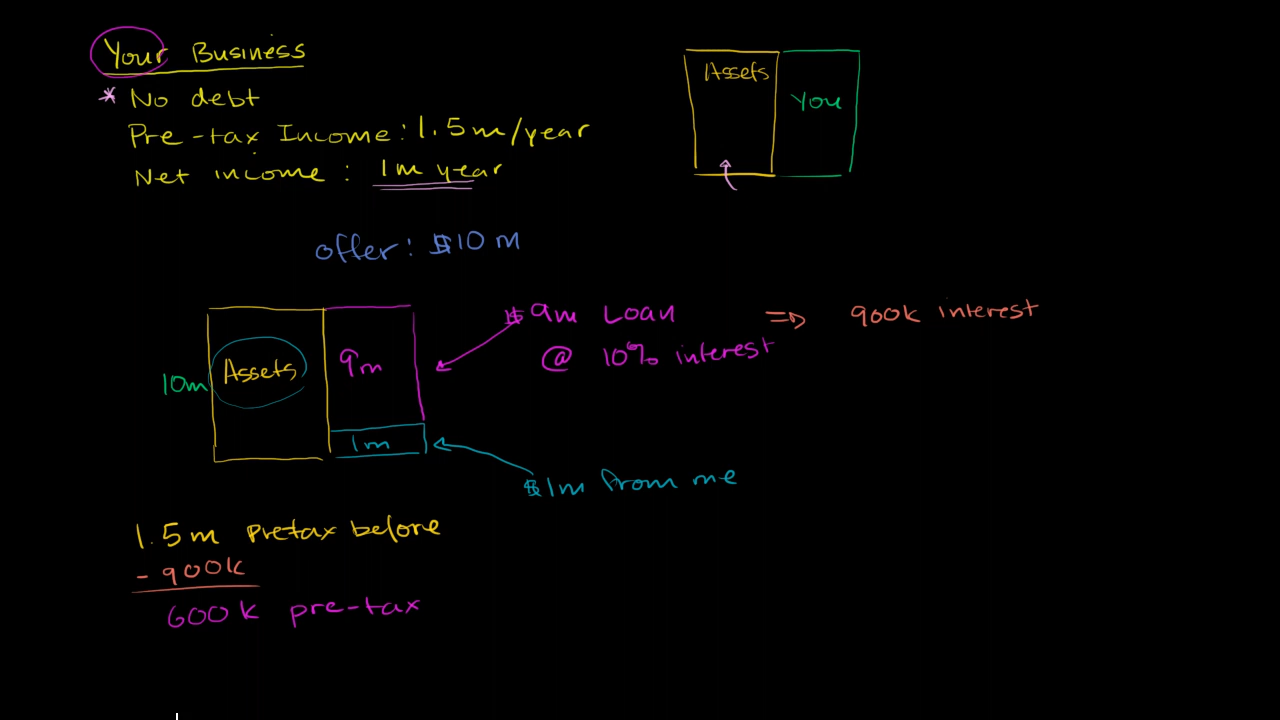 Your Business
* No debt
Pre-tax Income: 1.5m/year
Net income: 1m year
Assets
You
offer: $10m
10m
Assets
9m
1m
$9m Loan
@ 10% interest
⇒ 900k interest
$1m from me
1.5m pretax before
- 900k
600k pre-tax